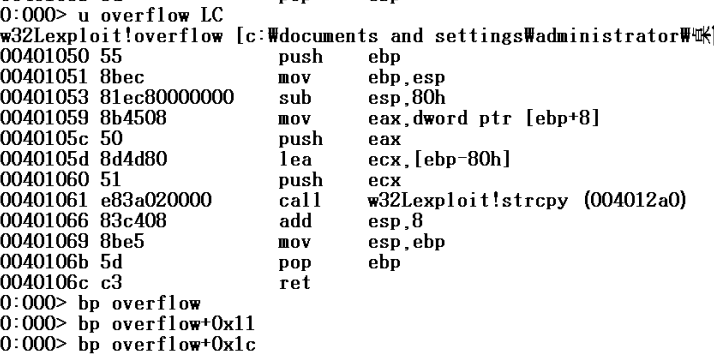 0:000> u overflow LC
w32Lexploit!overflow [c:₩documents and settings₩administrator₩
00401050 55 push ebp
00401051 8bec mov ebp,esp
00401053 81ec80000000 sub esp,80h
00401059 8b4508 mov eax,dword ptr [ebp+8]
0040105c 50 push eax
0040105d 8d4d80 lea ecx,[ebp-80h]
00401060 51 push ecx
00401061 e83a020000 call w32Lexploit!strcpy (004012a0)
00401066 83c408 add esp,8
00401069 8be5 mov esp,ebp
0040106b 5d pop ebp
0040106c c3 ret
0:000> bp overflow
0:000> bp overflow+0x11
0:000> bp overflow+0x1c